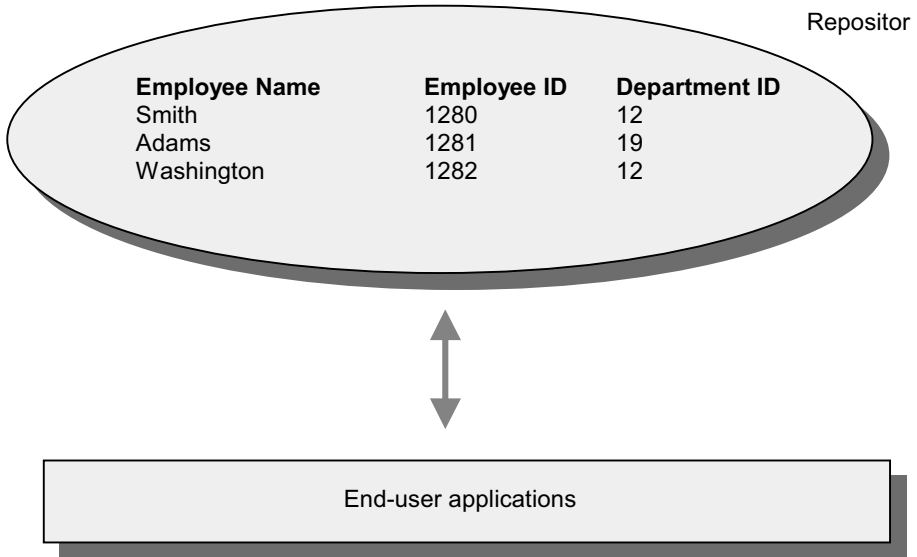 Repositor
Employee Name Employee ID Department ID
Smith 1280 12
Adams 1281 19
Washington 1282 12
End-user applications